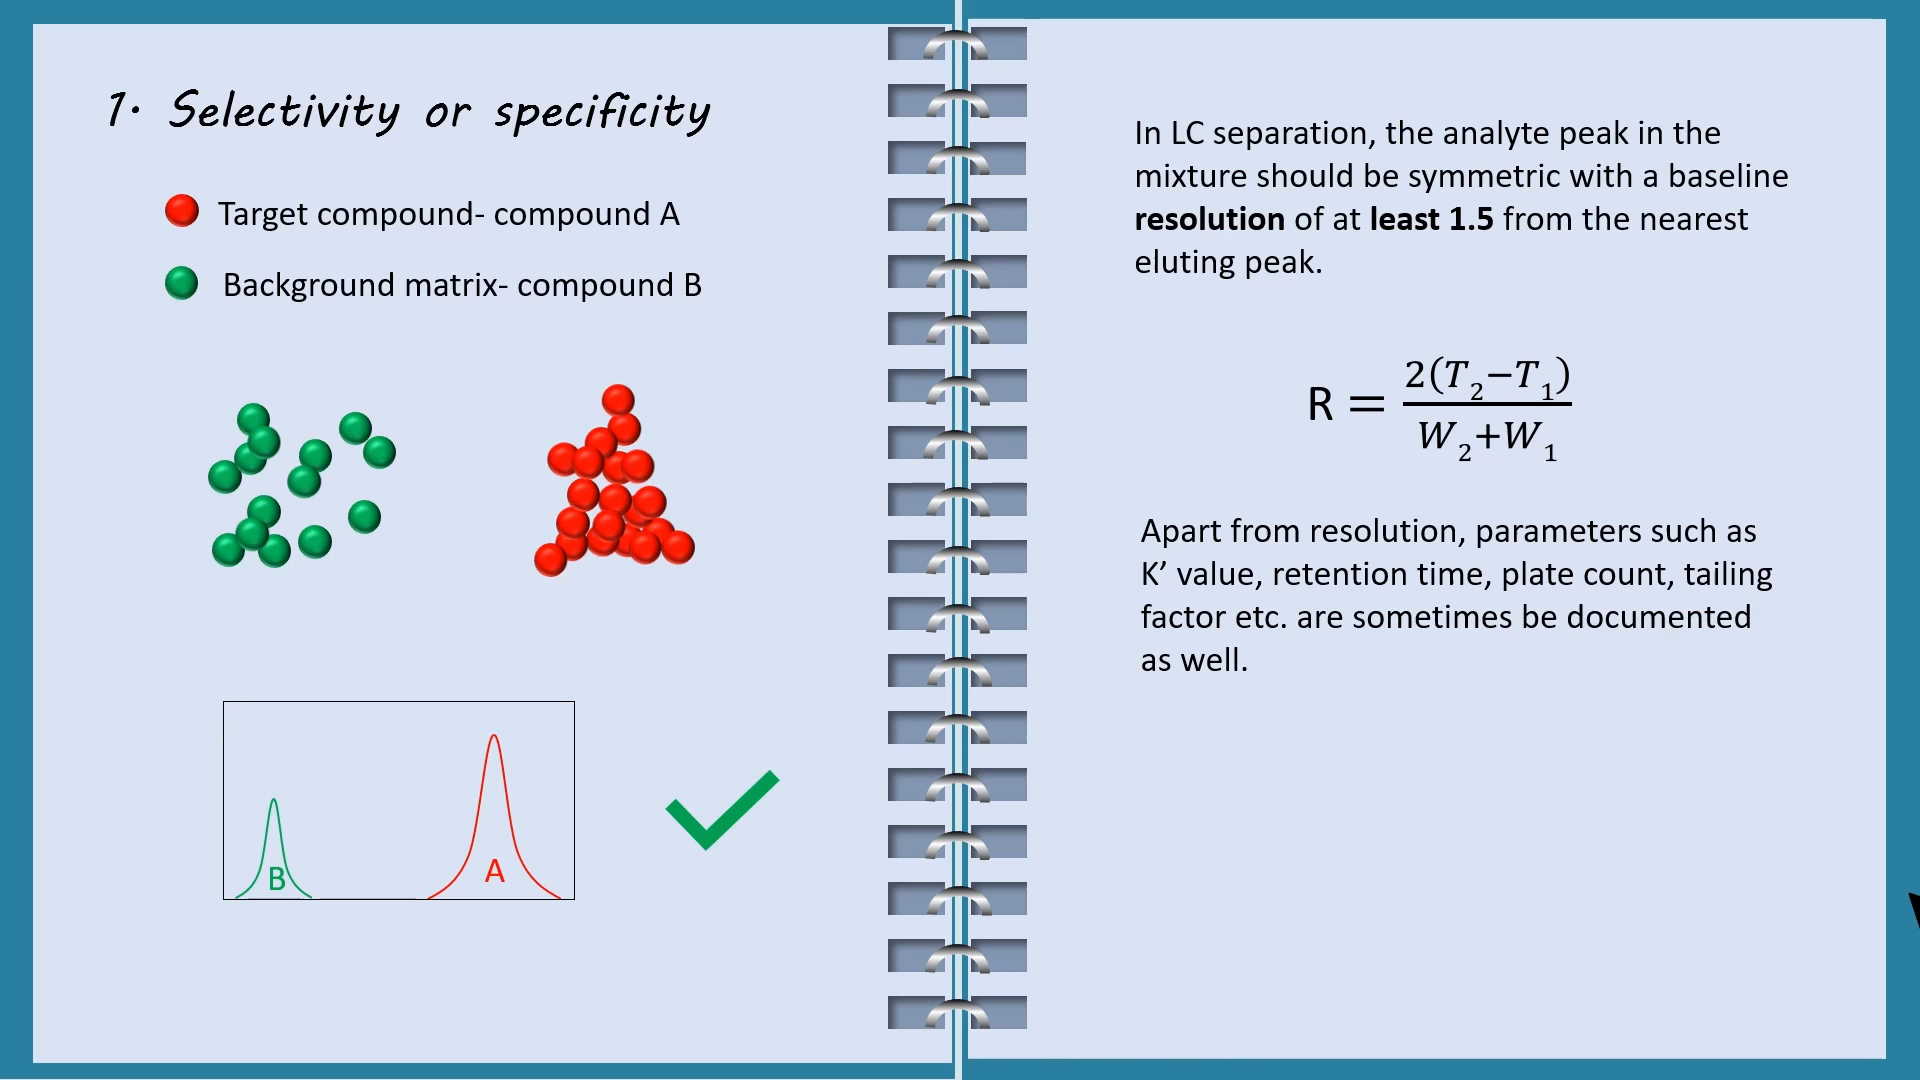 1. Selectivity or specificity
Target compound- compound A
Background matrix- compound B
B
A
In LC separation, the analyte peak in the
mixture should be symmetric with a baseline
resolution of at least 1.5 from the nearest
eluting peak.
R = 2(T₂−T₁) / W₂+W₁
Apart from resolution, parameters such as
K’ value, retention time, plate count, tailing
factor etc. are sometimes be documented
as well.